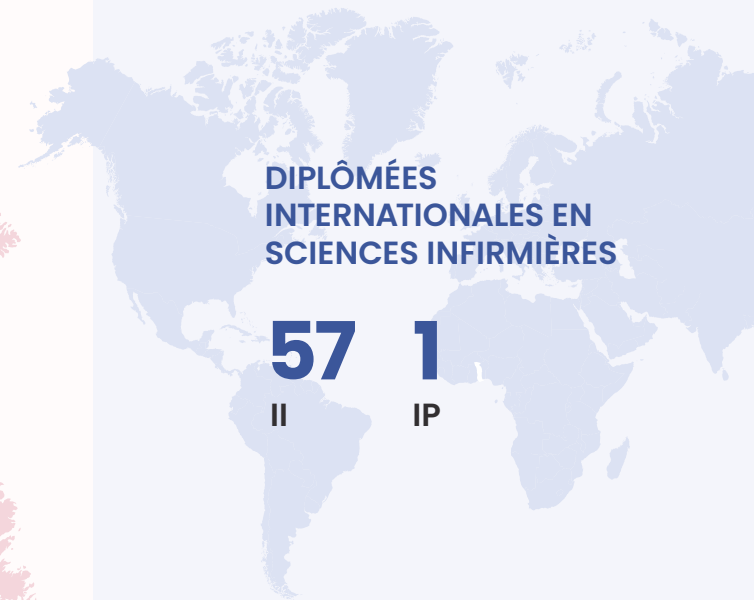 DIPLÔMÉES
INTERNATIONALES EN
SCIENCES INFIRMIÈRES
57 1
II IP